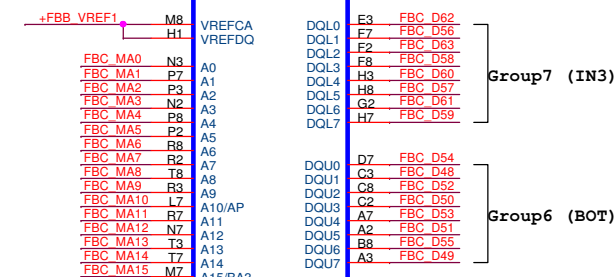 +FBB_VREF1 M8 VREFCA DQL0 E3 FBC_D62
H1 VREFDQ DQL1 F7 FBC_D56
DQL2 F2 FBC_D63
FBC_MA0 N3 A0 DQL3 F8 FBC_D58
FBC_MA1 P7 A1 DQL4 H3 FBC_D60 Group7 (IN3)
FBC_MA2 P3 A2 DQL5 H8 FBC_D57
FBC_MA3 N2 A3 DQL6 G2 FBC_D61
FBC_MA4 P8 A4 DQL7 H7 FBC_D59
FBC_MA5 P2 A5
FBC_MA6 R8 A6
FBC_MA7 R2 A7 DQU0 D7 FBC_D54
FBC_MA8 T8 A8 DQU1 C3 FBC_D48
FBC_MA9 R3 A9 DQU2 C8 FBC_D52
FBC_MA10 L7 A10/AP DQU3 C2 FBC_D50
FBC_MA11 R7 A11 DQU4 A7 FBC_D53 Group6 (BOT)
FBC_MA12 N7 A12 DQU5 A2 FBC_D51
FBC_MA13 T3 A13 DQU6 B8 FBC_D55
FBC_MA14 T7 A14 DQU7 A3 FBC_D49
FBC_MA15 M7 A15/BA3